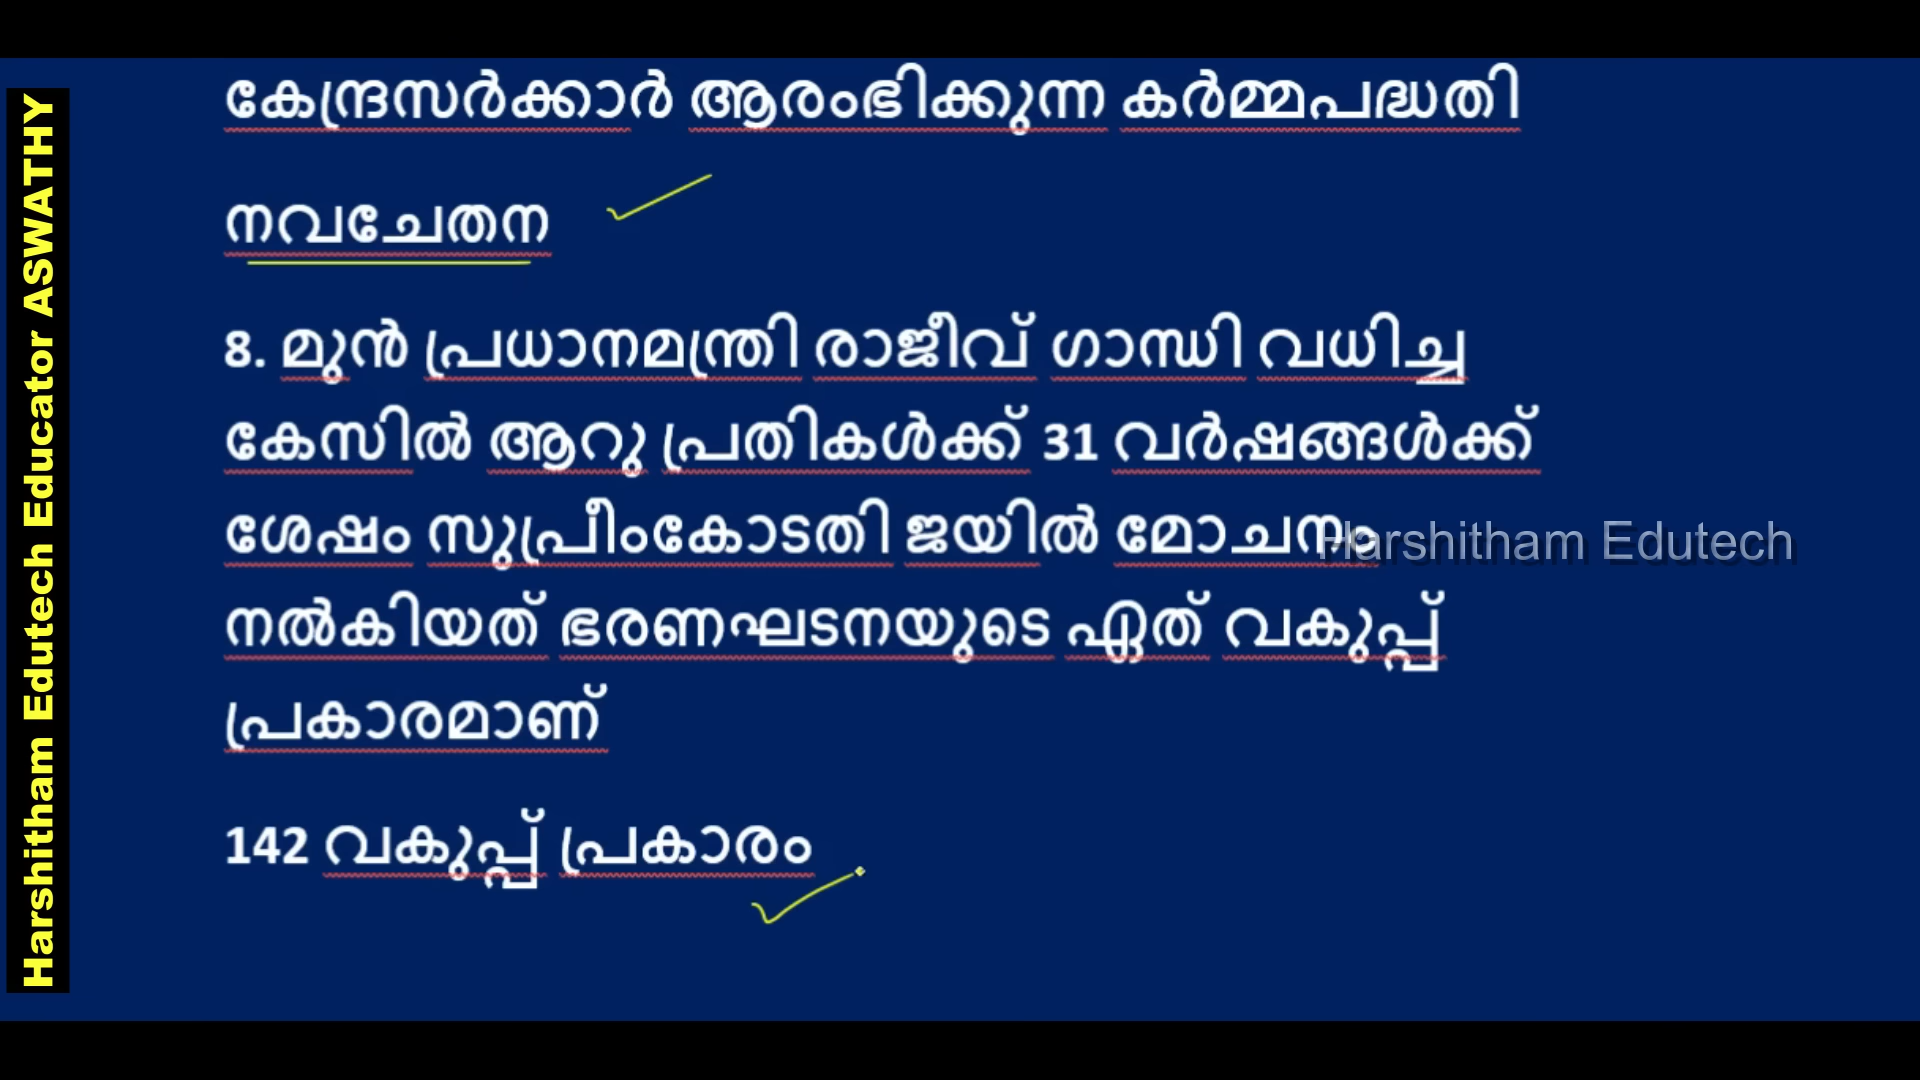 Harshitham Edutech Educator ASWATHY
കേന്ദ്രസർക്കാർ ആരംഭിക്കുന്ന കർമ്മപദ്ധതി
നവചേതന
8. മുൻ പ്രധാനമന്ത്രി രാജീവ് ഗാന്ധി വധിച്ച
കേസിൽ ആറു പ്രതികൾക്ക് 31 വർഷങ്ങൾക്ക്
ശേഷം സുപ്രീംകോടതി ജയിൽ മോചനം
Harshitham Edutech
നൽകിയത് ഭരണഘടനയുടെ ഏത് വകുപ്പ്
പ്രകാരമാണ്
142 വകുപ്പ് പ്രകാരം